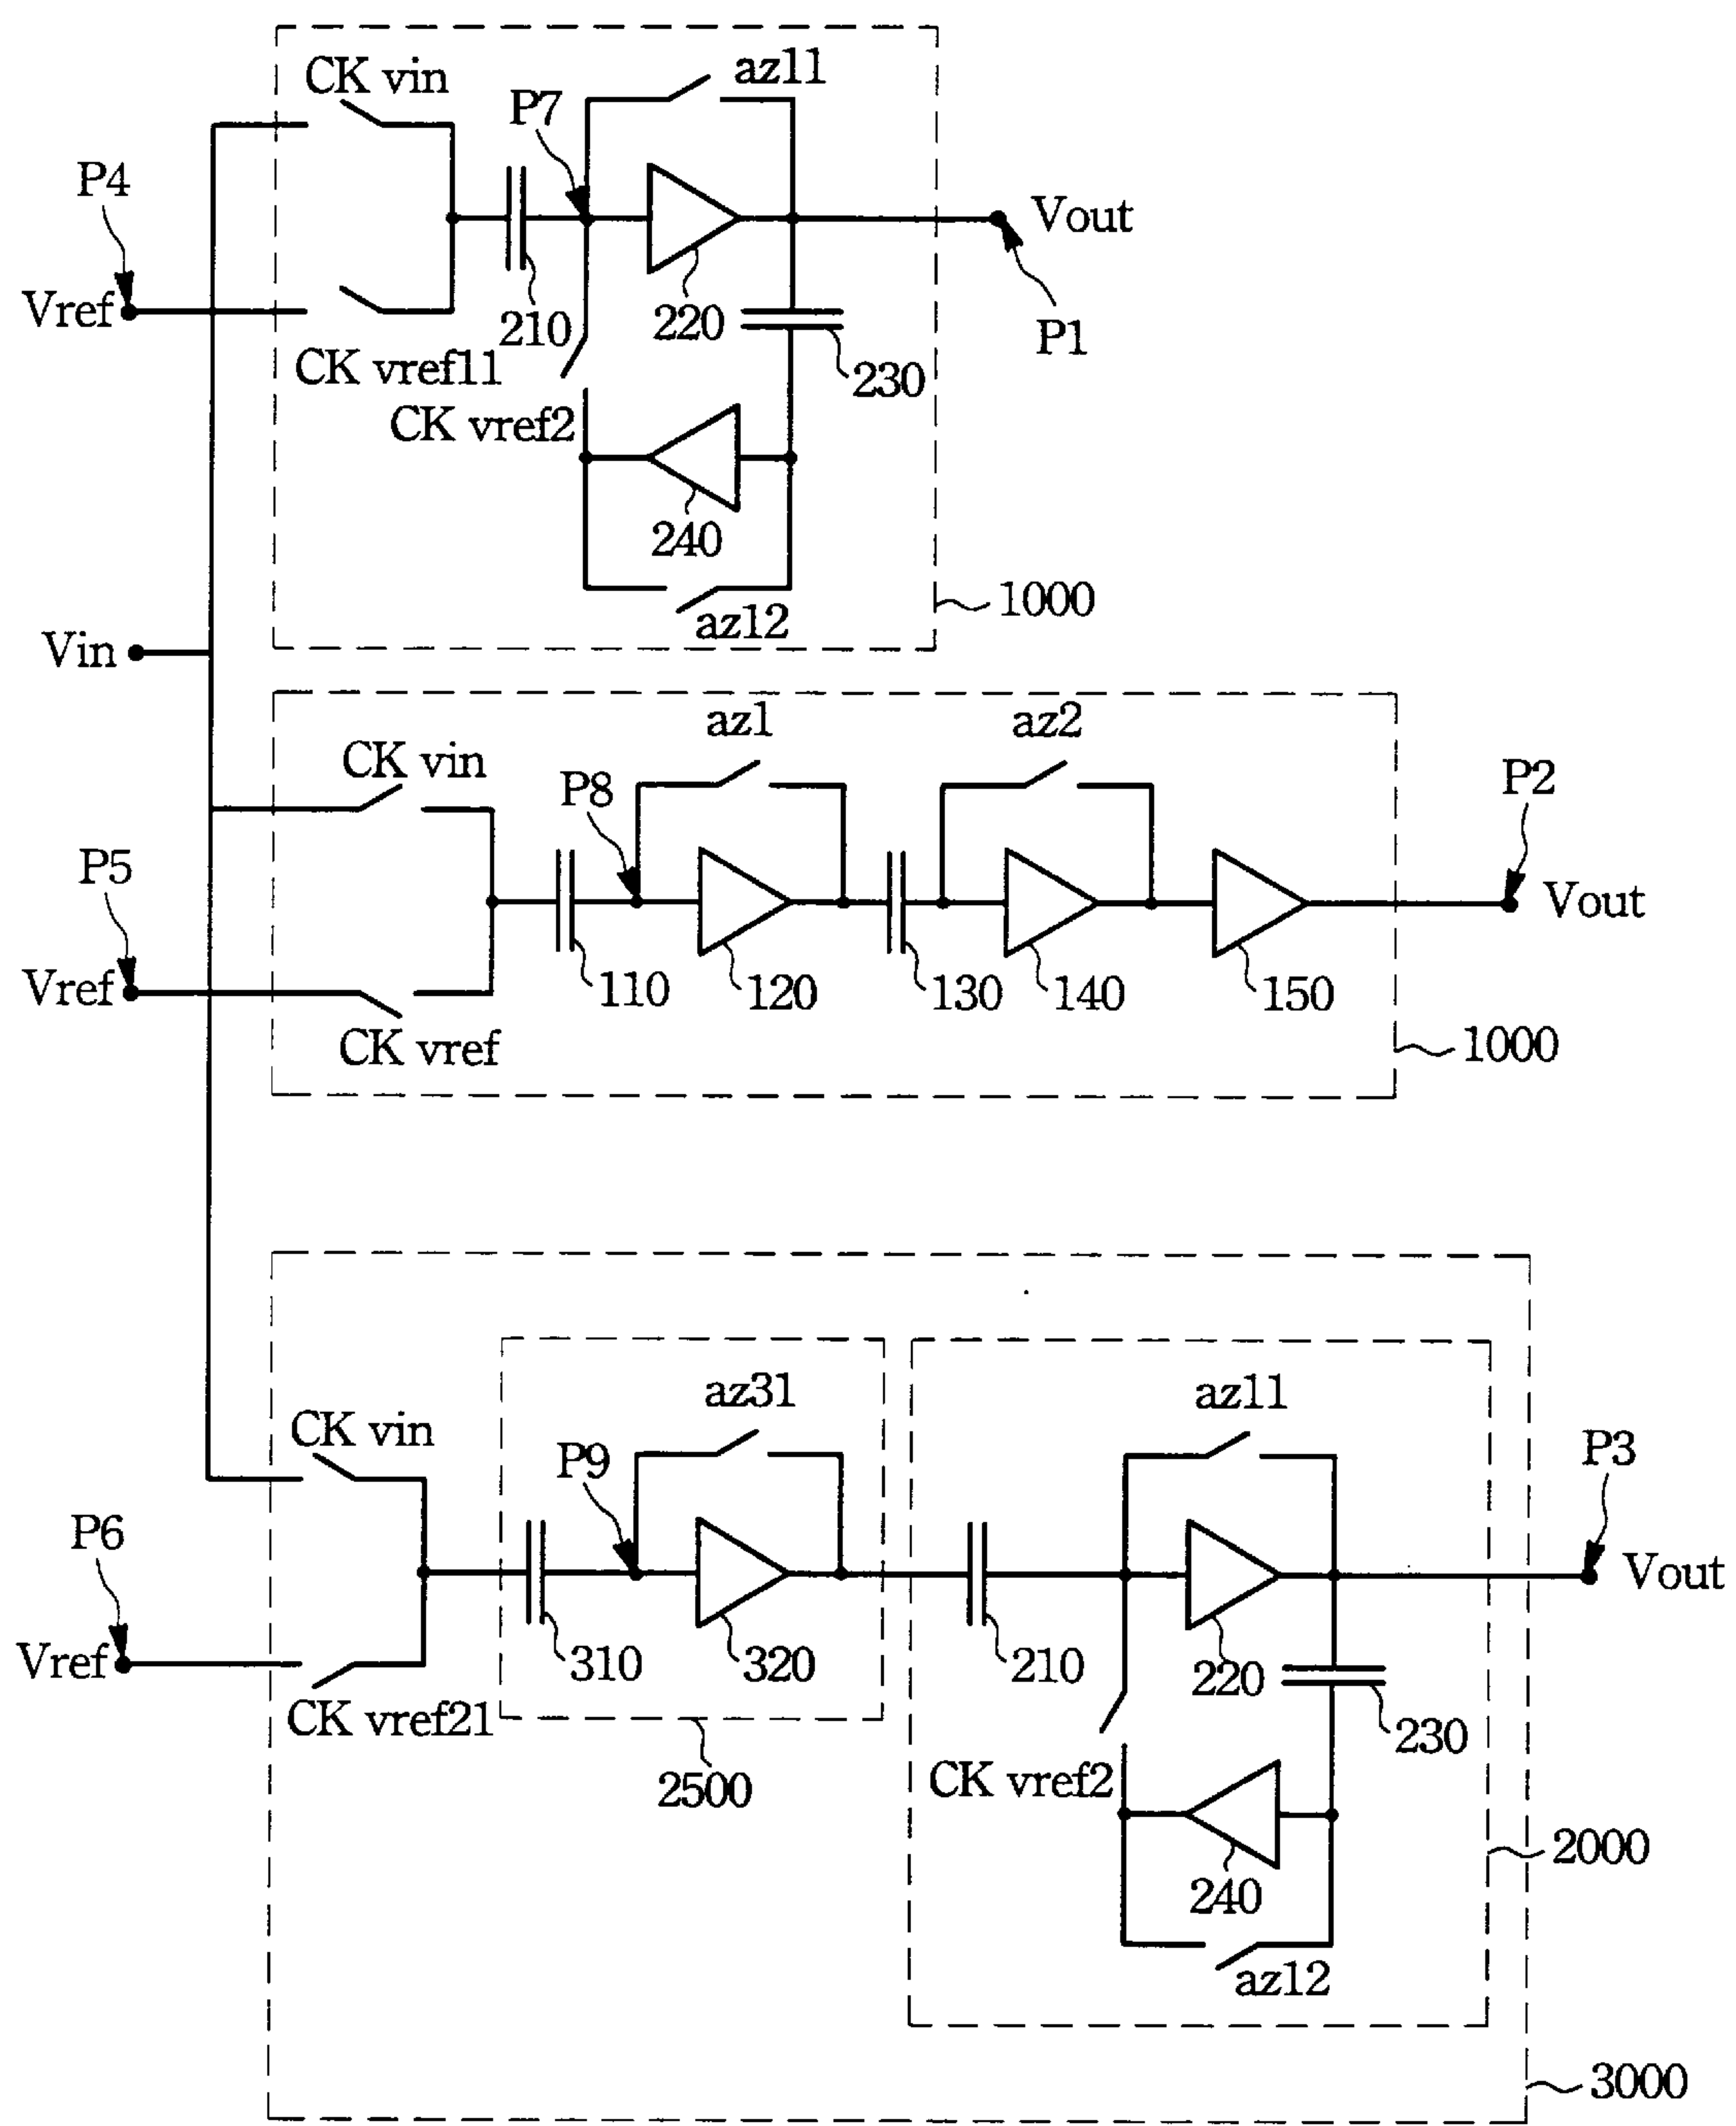 CK vin
az11
P7
P4
Vout
Vref
210
220
P1
CK vref11
230
CK vref2
240
1000
az12
Vin
az1
az2
CK vin
P8
P2
P5
Vout
Vref
110
120
130
140
150
CK vref
1000
az31
az11
CK vin
P9
P3
P6
Vout
Vref
310
320
210
220
CK vref21
230
2500
CK vref2
2000
240
az12
3000